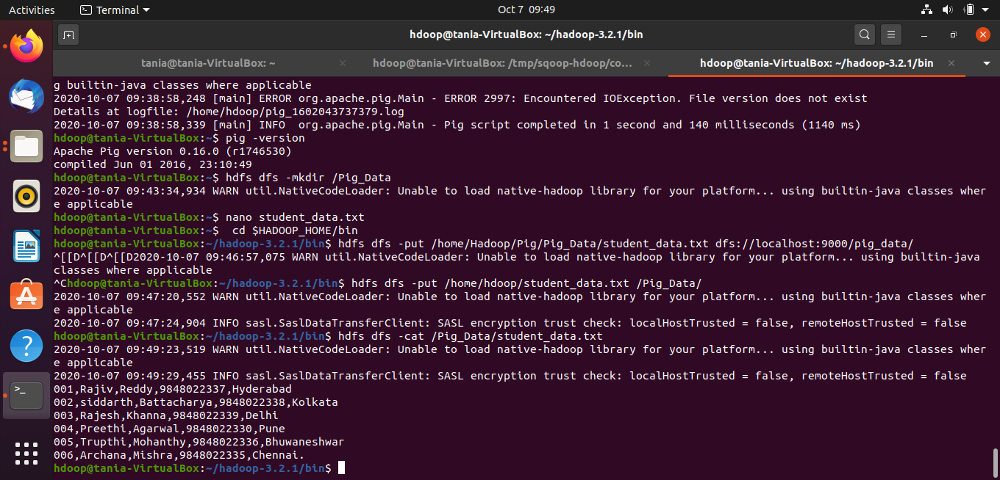 Activities
Terminal
Oct 7 09:49
hdoop@tania-VirtualBox: ~/hadoop-3.2.1/bin
tania@tania-VirtualBox: ~
hdoop@tania-VirtualBox: /tmp/sqoop-hdoop/co...
hdoop@tania-VirtualBox: ~/hadoop-3.2.1/bin
g builtin-java classes where applicable
2020-10-07 09:38:58,248 [main] ERROR org.apache.pig.Main - ERROR 2997: Encountered IOException. File version does not exist
Details at logfile: /home/hdoop/pig_1602043737379.log
2020-10-07 09:38:58,339 [main] INFO  org.apache.pig.Main - Pig script completed in 1 second and 140 milliseconds (1140 ms)
hdoop@tania-VirtualBox:~$ pig -version
Apache Pig version 0.16.0 (r1746530)
compiled Jun 01 2016, 23:10:49
hdoop@tania-VirtualBox:~$ hdfs dfs -mkdir /Pig_Data
2020-10-07 09:43:34,934 WARN util.NativeCodeLoader: Unable to load native-hadoop library for your platform... using builtin-java classes wher
e applicable
hdoop@tania-VirtualBox:~$ nano student_data.txt
hdoop@tania-VirtualBox:~$  cd $HADOOP_HOME/bin
hdoop@tania-VirtualBox:~/hadoop-3.2.1/bin$ hdfs dfs -put /home/Hadoop/Pig/Pig_Data/student_data.txt dfs://localhost:9000/pig_data/
^[[D^[[D^[[D2020-10-07 09:46:57,075 WARN util.NativeCodeLoader: Unable to load native-hadoop library for your platform... using builtin-java
classes where applicable
^Chdoop@tania-VirtualBox:~/hadoop-3.2.1/bin$ hdfs dfs -put /home/hdoop/student_data.txt /Pig_Data/
2020-10-07 09:47:20,552 WARN util.NativeCodeLoader: Unable to load native-hadoop library for your platform... using builtin-java classes wher
e applicable
2020-10-07 09:47:24,904 INFO sasl.SaslDataTransferClient: SASL encryption trust check: localHostTrusted = false, remoteHostTrusted = false
hdoop@tania-VirtualBox:~/hadoop-3.2.1/bin$ hdfs dfs -cat /Pig_Data/student_data.txt
2020-10-07 09:49:23,519 WARN util.NativeCodeLoader: Unable to load native-hadoop library for your platform... using builtin-java classes wher
e applicable
2020-10-07 09:49:29,455 INFO sasl.SaslDataTransferClient: SASL encryption trust check: localHostTrusted = false, remoteHostTrusted = false
001,Rajiv,Reddy,9848022337,Hyderabad
002,siddarth,Battacharya,9848022338,Kolkata
003,Rajesh,Khanna,9848022339,Delhi
004,Preethi,Agarwal,9848022330,Pune
005,Trupthi,Mohanthy,9848022336,Bhuwaneshwar
006,Archana,Mishra,9848022335,Chennai.
hdoop@tania-VirtualBox:~/hadoop-3.2.1/bin$